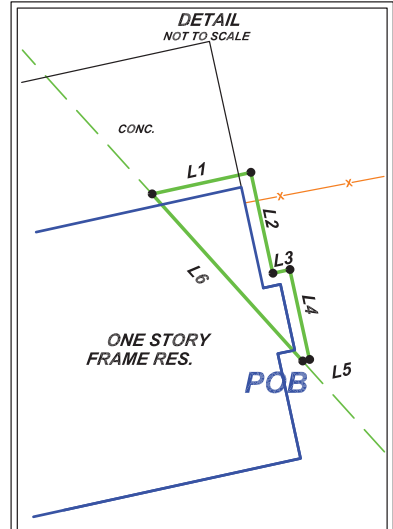 DETAIL
NOT TO SCALE
CONC.
L1
L2
L3
L6
L4
ONE STORY
FRAME RES.
L5
POB
x
x